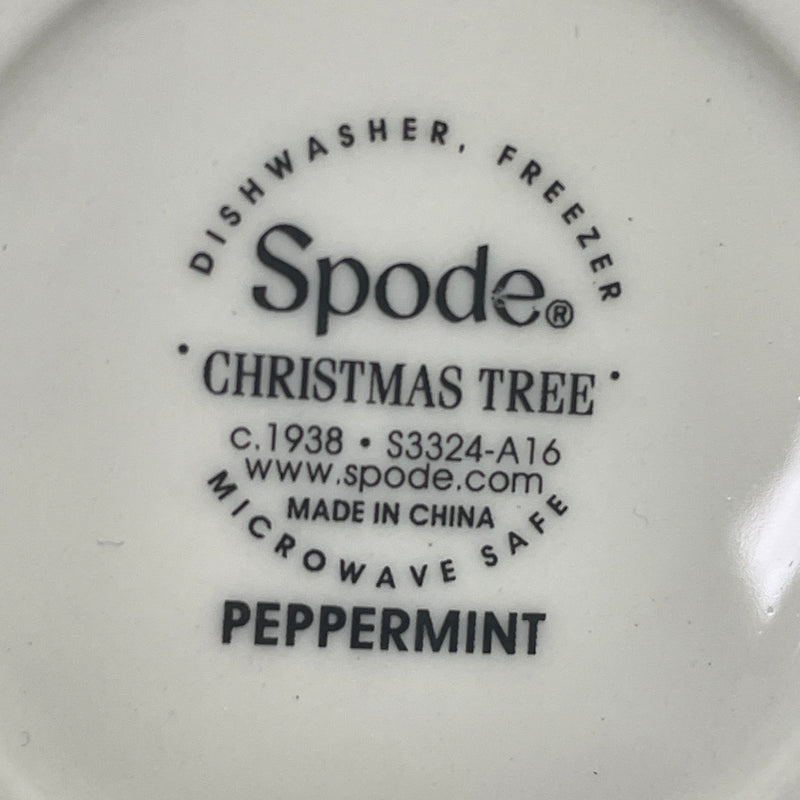 DISHWASHER, FREEZER
Spode®
• CHRISTMAS TREE •
c.1938 • S3324-A16
www.spode.com
MADE IN CHINA
MICROWAVE SAFE
PEPPERMINT